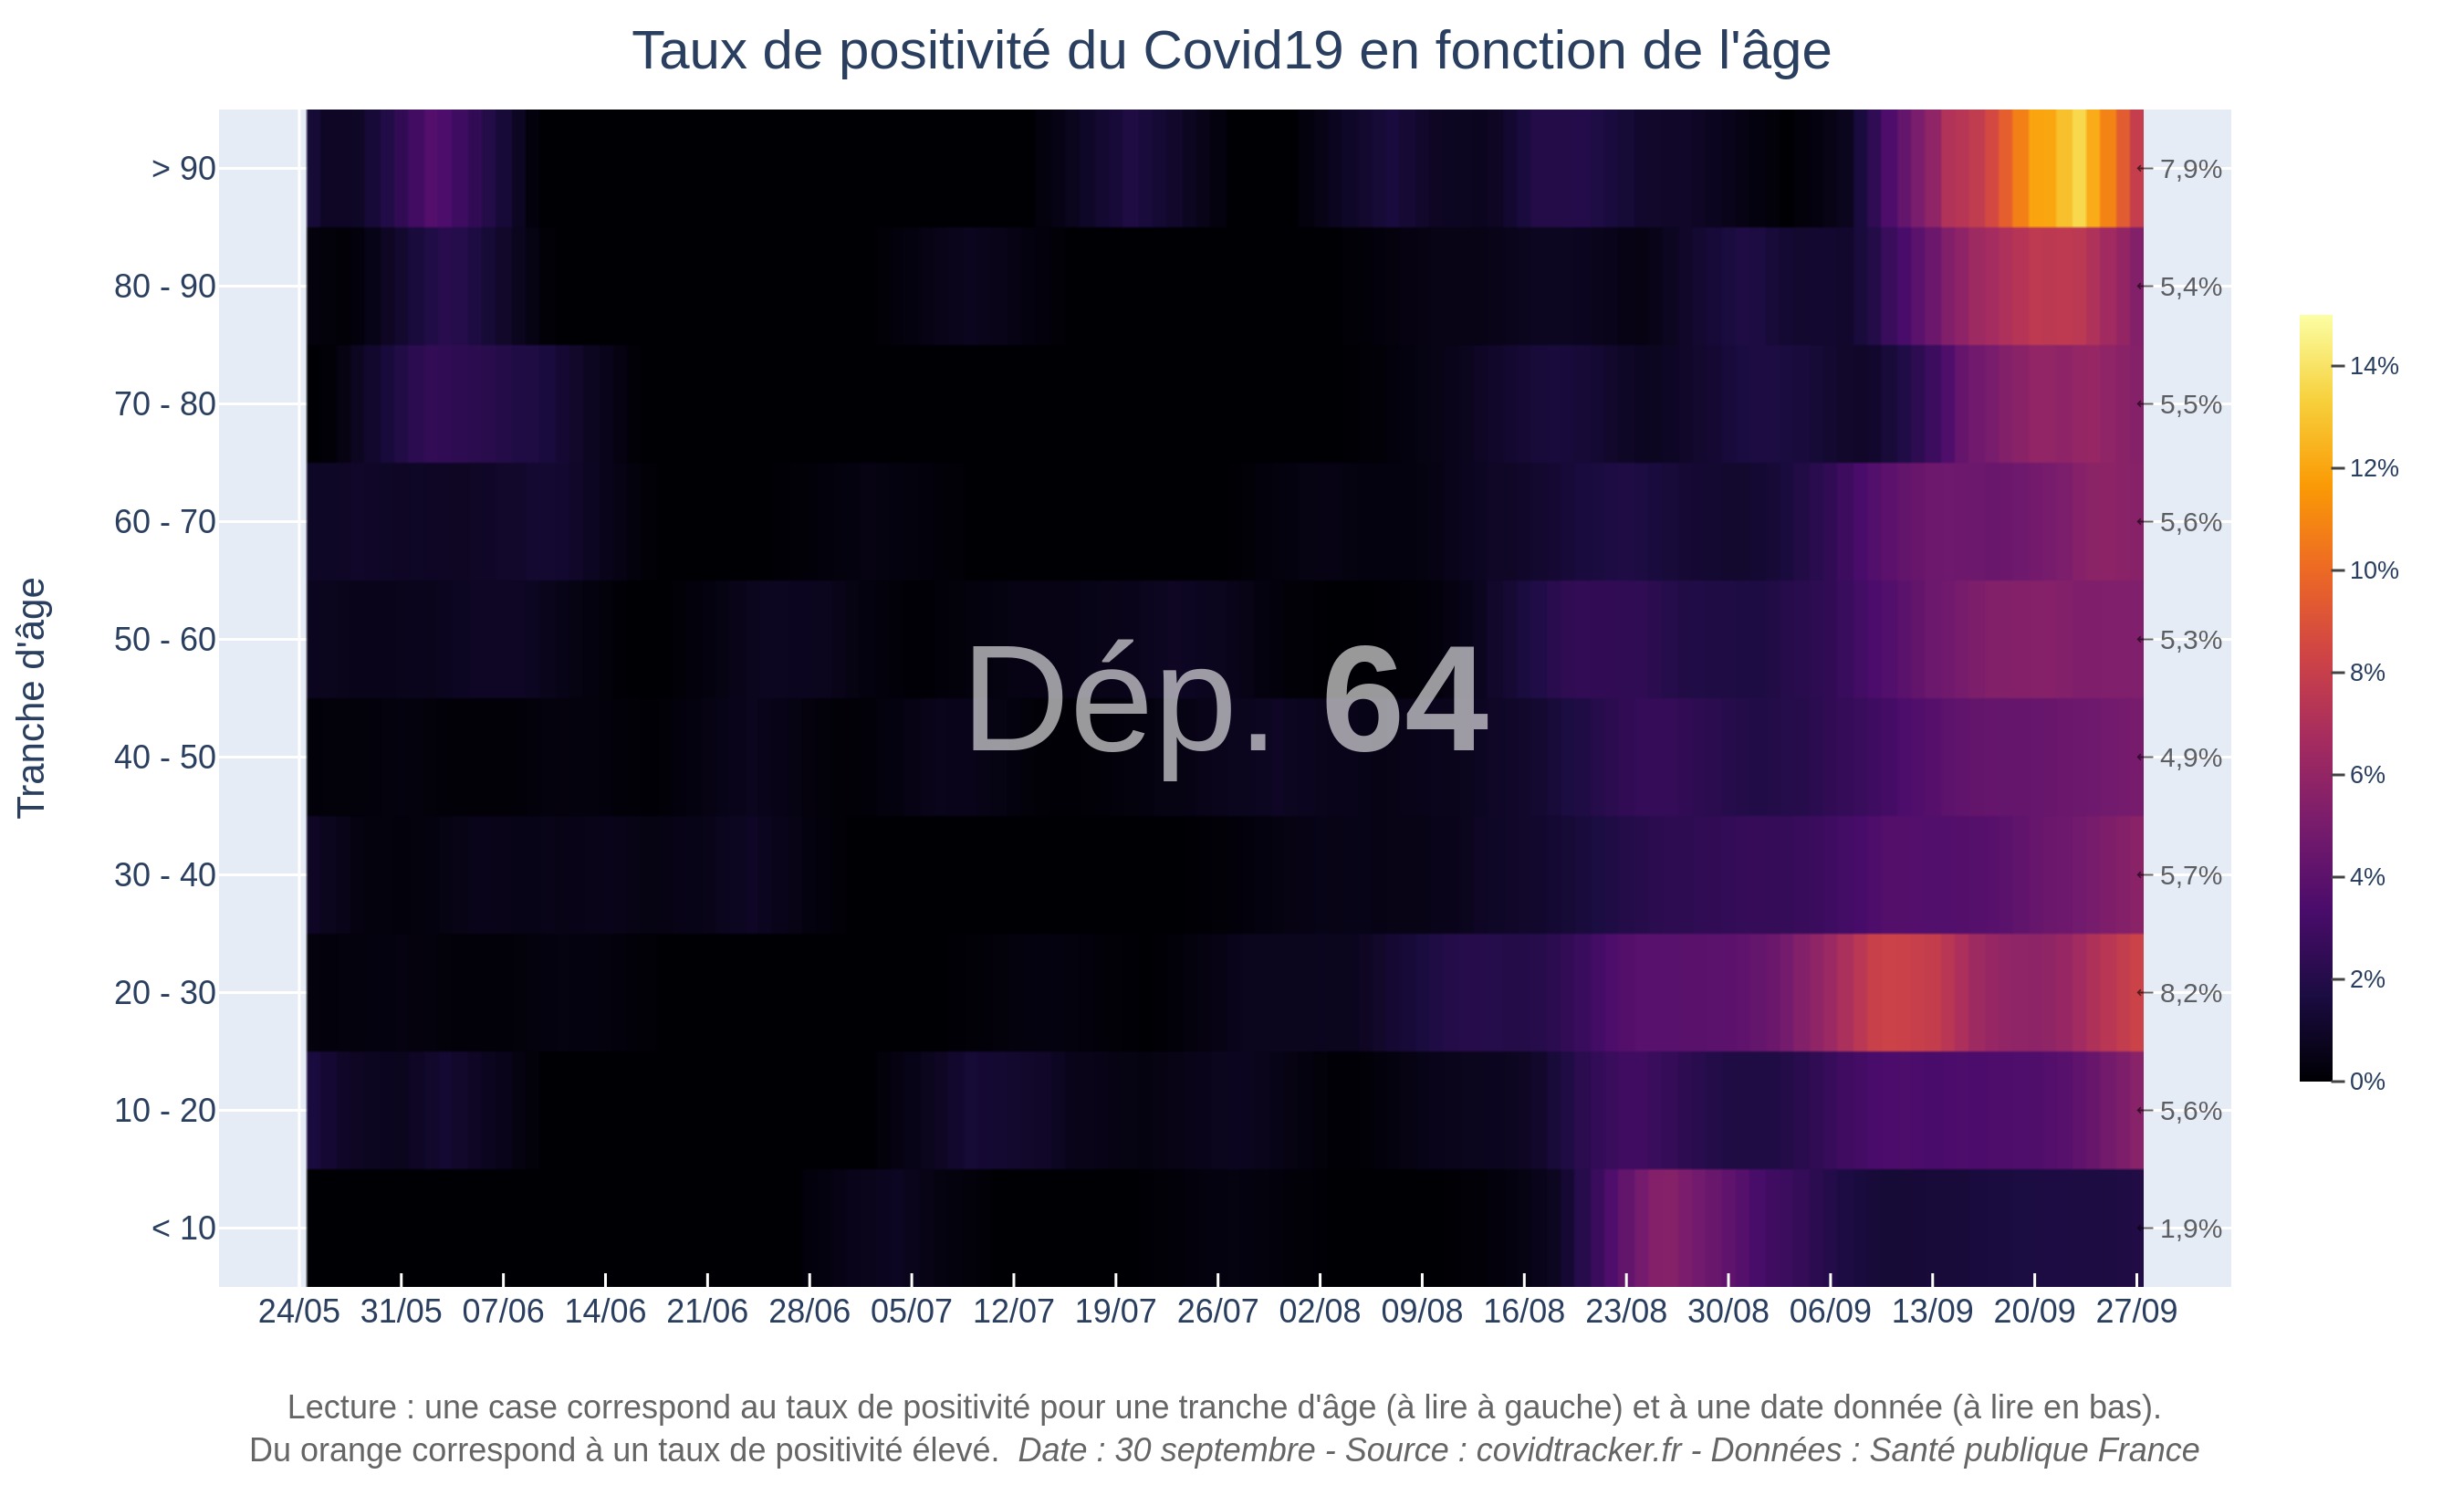 Taux de positivité du Covid19 en fonction de l'âge
Tranche d'âge
> 90
80 - 90
70 - 80
60 - 70
50 - 60
40 - 50
30 - 40
20 - 30
10 - 20
< 10
Dép. 64
7,9%
5,4%
5,5%
5,6%
5,3%
4,9%
5,7%
8,2%
5,6%
1,9%
14%
12%
10%
8%
6%
4%
2%
0%
24/05 31/05 07/06 14/06 21/06 28/06 05/07 12/07 19/07 26/07 02/08 09/08 16/08 23/08 30/08 06/09 13/09 20/09 27/09
Lecture : une case correspond au taux de positivité pour une tranche d'âge (à lire à gauche) et à une date donnée (à lire en bas).
Du orange correspond à un taux de positivité élevé. Date : 30 septembre - Source : covidtracker.fr - Données : Santé publique France